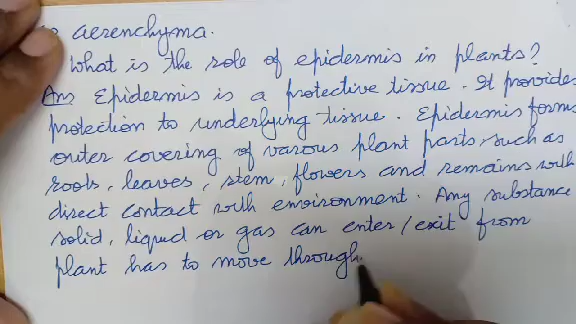 aerenchyma.
What is the role of epidermis in plants?
Ans Epidermis is a protective tissue. It provides
protection to underlying tissue. Epidermis forms
outer covering of varous plant parts, such as
roots, leaves, stem, flowers and remains with
direct contact with environment. Any substance
solid, liquid or gas can enter/exit from
plant has to move through